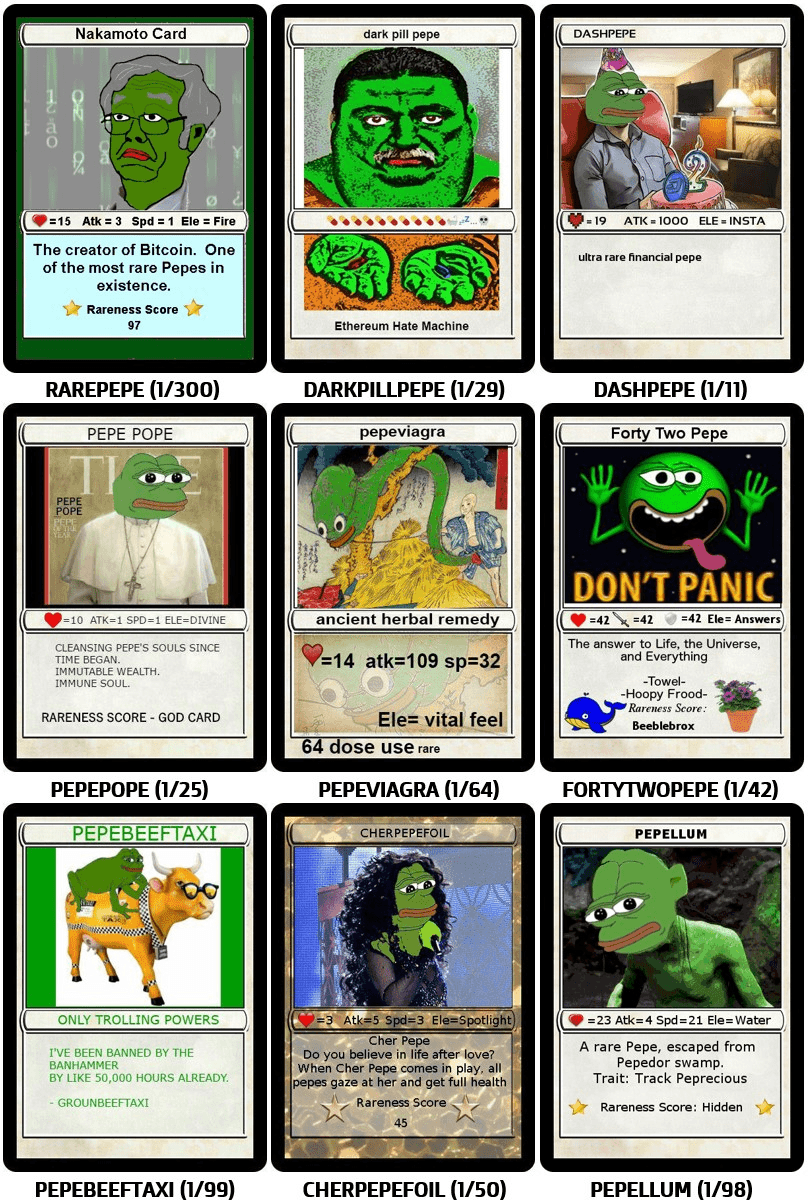 Nakamoto Card
=15 Atk = 3 Spd = 1 Ele = Fire
The creator of Bitcoin. One
of the most rare Pepes in
existence.
Rareness Score
97
RAREPEPE (1/300)
dark pill pepe
zZ...
Ethereum Hate Machine
DARKPILLPEPE (1/29)
DASHPEPE
=19 ATK = 1000 ELE = INSTA
ultra rare financial pepe
DASHPEPE (1/11)
PEPE POPE
TIME
PEPE
POPE
PEPE
OF THE
YEAR
=10 ATK=1 SPD=1 ELE=DIVINE
CLEANSING PEPE'S SOULS SINCE
TIME BEGAN.
IMMUTABLE WEALTH.
IMMUNE SOUL.
RARENESS SCORE - GOD CARD
PEPEPOPE (1/25)
pepeviagra
ancient herbal remedy
=14 atk=109 sp=32
Ele= vital feel
64 dose use rare
PEPEVIAGRA (1/64)
Forty Two Pepe
DON'T PANIC
=42 =42 =42 Ele= Answers
The answer to Life, the Universe,
and Everything
-Towel-
-Hoopy Frood-
Rareness Score:
Beeblebrox
FORTYTWOPEPE (1/42)
PEPEBEEFTAXI
TAXI
ONLY TROLLING POWERS
I'VE BEEN BANNED BY THE
BANHAMMER
BY LIKE 50,000 HOURS ALREADY.
- GROUNBEEFTAXI
PEPEBEEFTAXI (1/99)
CHERPEPEFOIL
=3 Atk=5 Spd=3 Ele=Spotlight
Cher Pepe
Do you believe in life after love?
When Cher Pepe comes in play, all
pepes gaze at her and get full health
Rareness Score
45
CHERPEPEFOIL (1/50)
PEPELLUM
=23 Atk=4 Spd=21 Ele=Water
A rare Pepe, escaped from
Pepedor swamp.
Trait: Track Peprecious
Rareness Score: Hidden
PEPELLUM (1/98)